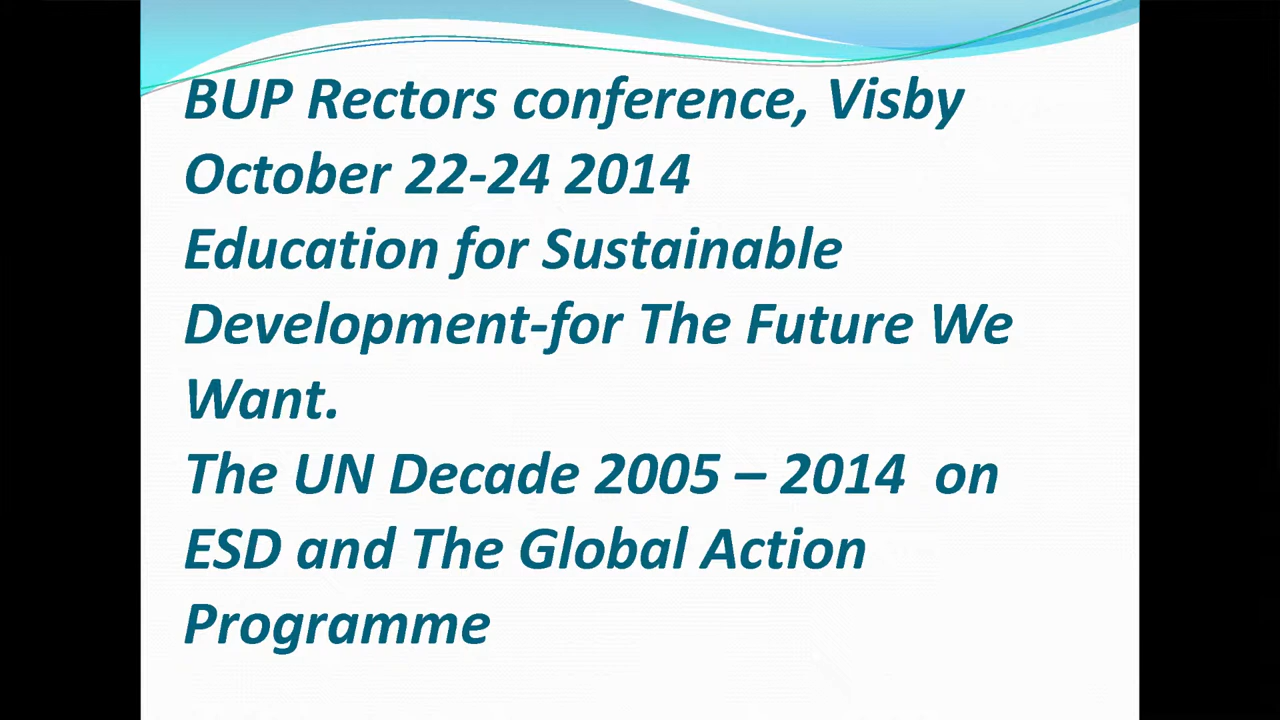 BUP Rectors conference, Visby
October 22-24 2014
Education for Sustainable
Development-for The Future We
Want.
The UN Decade 2005 – 2014  on
ESD and The Global Action
Programme